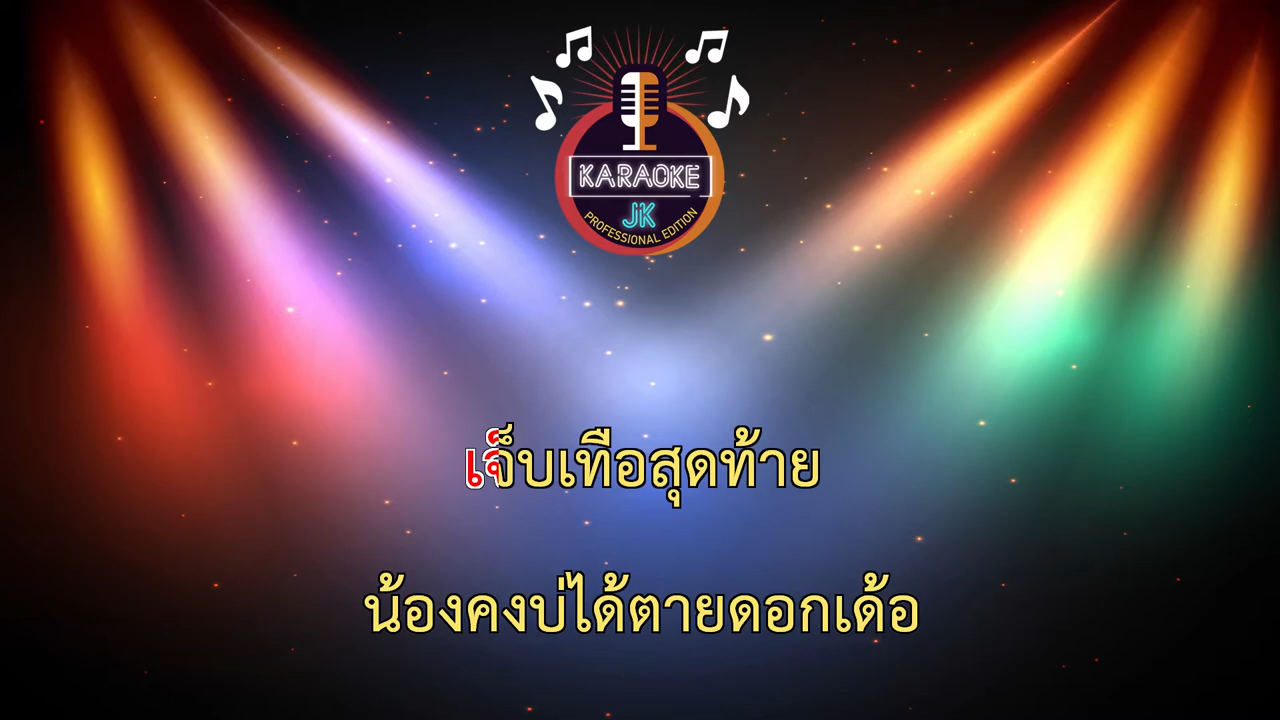 KARAOKE
JK
PROFESSIONAL EDITION
เจ็บเทือสุดท้าย
น้องคงบ่ได้ตายดอกเด้อ